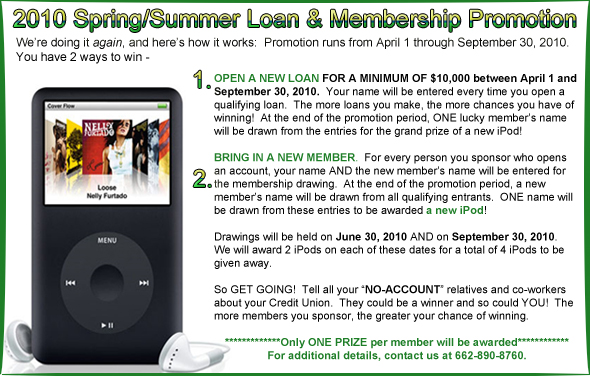 2010 Spring/Summer Loan & Membership Promotion
We're doing it again, and here's how it works:  Promotion runs from April 1 through September 30, 2010.
You have 2 ways to win -
1. OPEN A NEW LOAN FOR A MINIMUM OF $10,000 between April 1 and
September 30, 2010.  Your name will be entered every time you open a
qualifying loan.  The more loans you make, the more chances you have of
winning!  At the end of the promotion period, ONE lucky member's name
will be drawn from the entries for the grand prize of a new iPod!
2. BRING IN A NEW MEMBER.  For every person you sponsor who opens
an account, your name AND the new member's name will be entered for
the membership drawing.  At the end of the promotion period, a new
member's name will be drawn from all qualifying entrants.  ONE name will
be drawn from these entries to be awarded a new iPod!
Drawings will be held on June 30, 2010 AND on September 30, 2010.
We will award 2 iPods on each of these dates for a total of 4 iPods to be
given away.
So GET GOING!  Tell all your “NO-ACCOUNT” relatives and co-workers
about your Credit Union.  They could be a winner and so could YOU!  The
more members you sponsor, the greater your chance of winning.
*************Only ONE PRIZE per member will be awarded************
For additional details, contact us at 662-890-8760.
Cover Flow
NELLY
FURTADO
Loose
Nelly Furtado
MENU